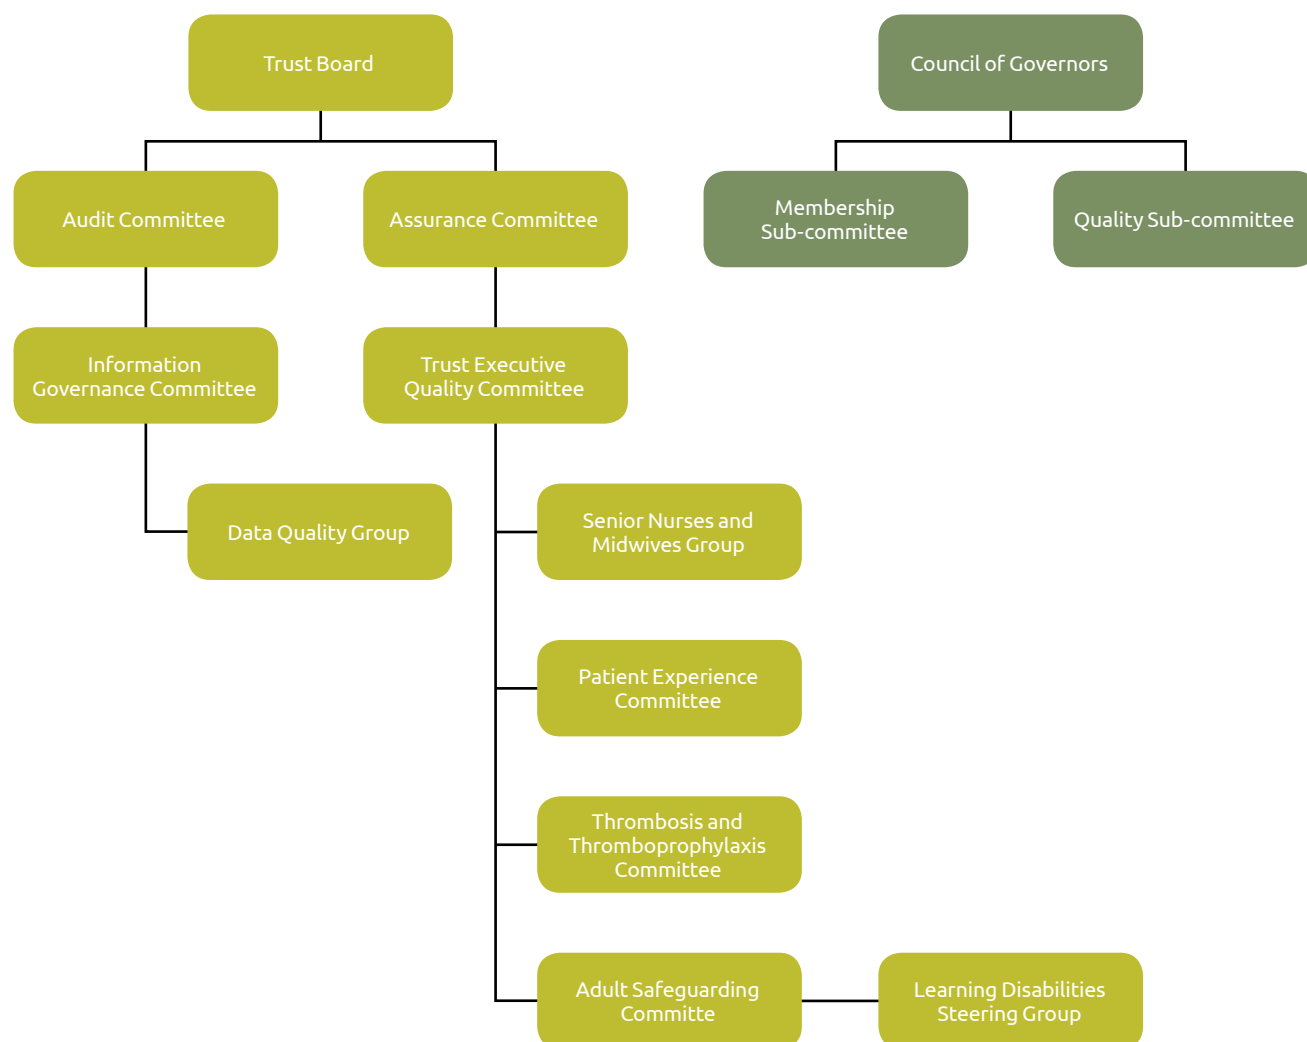 Trust Board
Council of Governors
Audit Committee
Assurance Committee
Membership
Sub-committee
Quality Sub-committee
Information
Governance Committee
Trust Executive
Quality Committee
Data Quality Group
Senior Nurses and
Midwives Group
Patient Experience
Committee
Thrombosis and
Thromboprophylaxis
Committee
Adult Safeguarding
Committe
Learning Disabilities
Steering Group